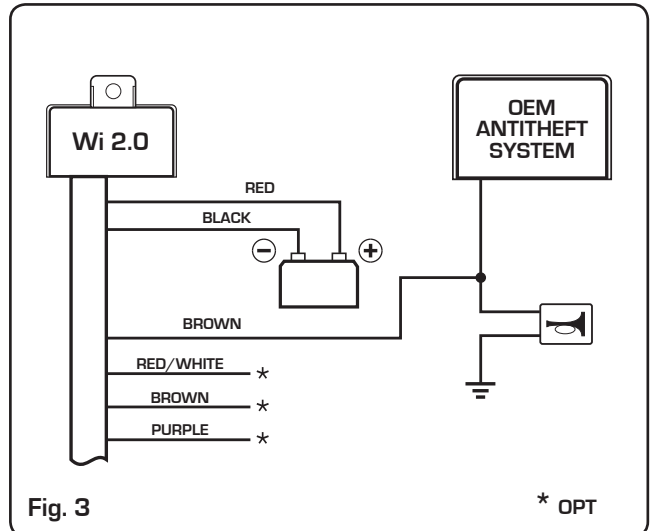 OEM
ANTITHEFT
SYSTEM
Wi 2.0
RED
BLACK
− +
BROWN
RED/WHITE *
BROWN *
PURPLE *
Fig. 3
* OPT